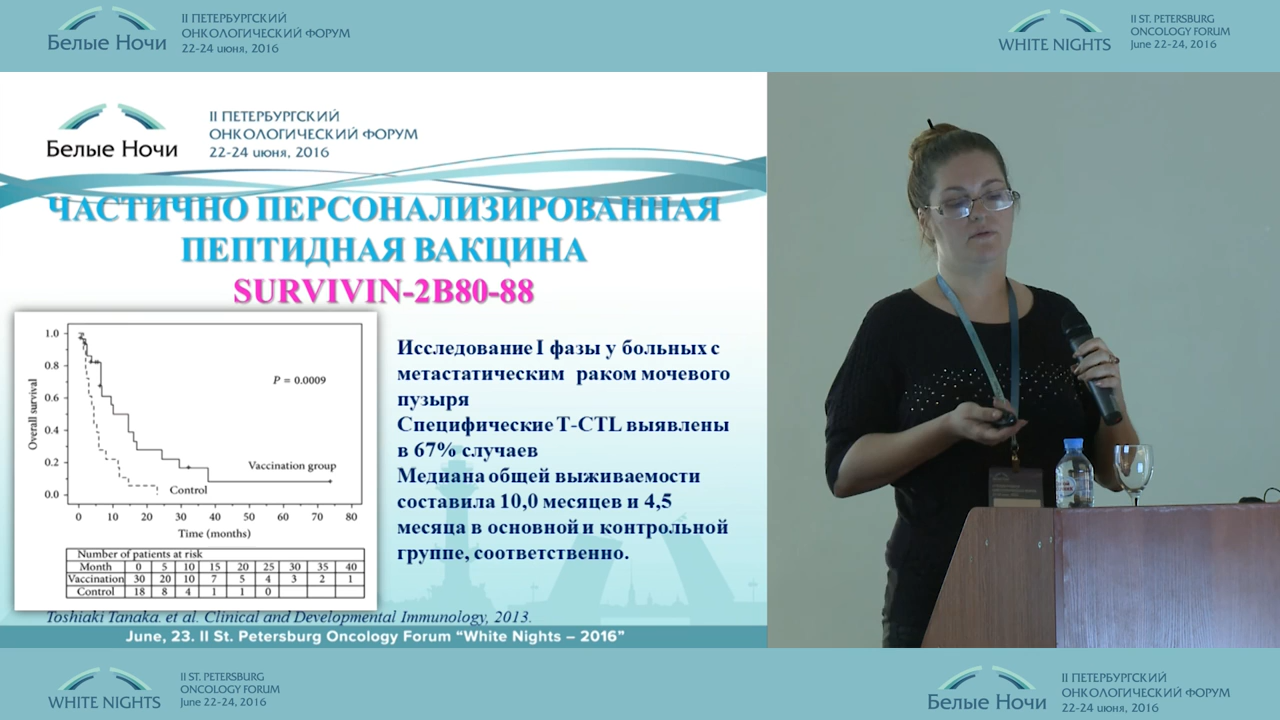 Белые Ночи
II ПЕТЕРБУРГСКИЙ
ОНКОЛОГИЧЕСКИЙ ФОРУМ
22-24 июня, 2016
WHITE NIGHTS
II ST. PETERSBURG
ONCOLOGY FORUM
June 22-24, 2016
Белые Ночи
II ПЕТЕРБУРГСКИЙ
ОНКОЛОГИЧЕСКИЙ ФОРУМ
22-24 июня, 2016
ЧАСТИЧНО ПЕРСОНАЛИЗИРОВАННАЯ
ПЕПТИДНАЯ ВАКЦИНА
SURVIVIN-2B80-88
Overall survival
1.0
0.8
0.6
0.4
0.2
0.0
P = 0.0009
Vaccination group
Control
0 10 20 30 40 50 60 70 80
Time (months)
Number of patients at risk
Month 0 5 10 15 20 25 30 35 40
Vaccination 30 20 10 7 5 4 3 2 1
Control 18 8 4 1 1 0
Исследование I фазы у больных с
метастатическим раком мочевого
пузыря
Специфические Т-CTL выявлены
в 67% случаев
Медиана общей выживаемости
составила 10,0 месяцев и 4,5
месяца в основной и контрольной
группе, соответственно.
Toshiaki Tanaka. et al. Clinical and Developmental Immunology, 2013.
June, 23. II St. Petersburg Oncology Forum “White Nights – 2016”
WHITE NIGHTS
II ST. PETERSBURG
ONCOLOGY FORUM
June 22-24, 2016
Белые Ночи
II ПЕТЕРБУРГСКИЙ
ОНКОЛОГИЧЕСКИЙ ФОРУМ
22-24 июня, 2016